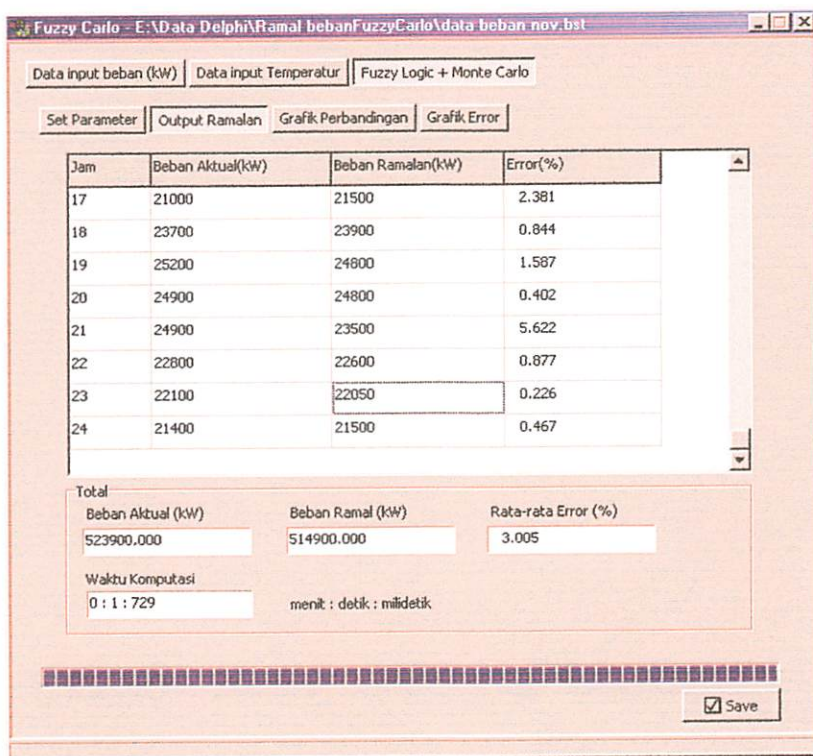 Fuzzy Carlo - E:\Data Delphi\Ramal bebanFuzzyCarlo\data beban nov.bst
Data input beban (kW) Data input Temperatur Fuzzy Logic + Monte Carlo
Set Parameter Output Ramalan Grafik Perbandingan Grafik Error
Jam Beban Aktual(kW) Beban Ramalan(kW) Error(%)
17 21000 21500 2.381
18 23700 23900 0.844
19 25200 24800 1.587
20 24900 24800 0.402
21 24900 23500 5.622
22 22800 22600 0.877
23 22100 22050 0.226
24 21400 21500 0.467
Total
Beban Aktual (kW) Beban Ramal (kW) Rata-rata Error (%)
523900.000 514900.000 3.005
Waktu Komputasi
0 : 1 : 729 menit : detik : milidetik
Save